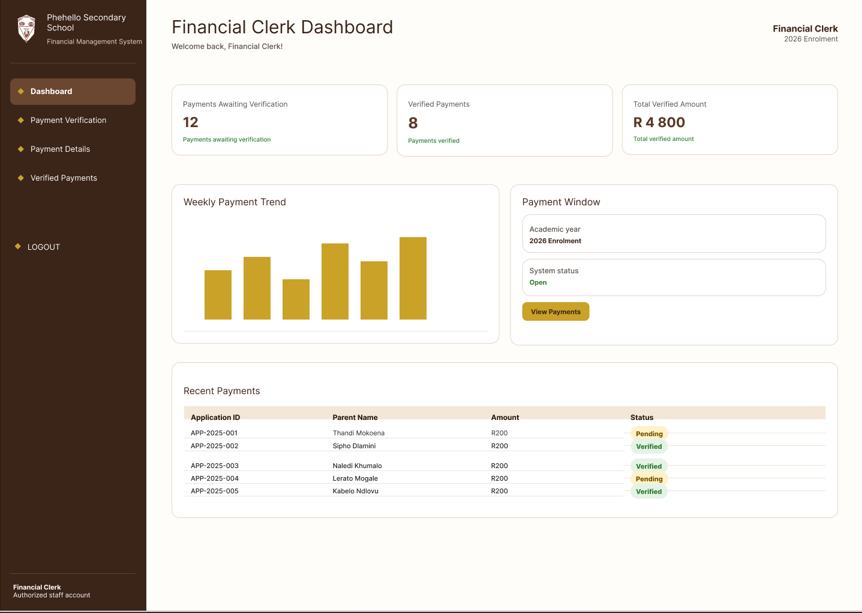 Phehello Secondary
School
Financial Management System
Dashboard
Payment Verification
Payment Details
Verified Payments
LOGOUT
Financial Clerk
Authorized staff account
Financial Clerk Dashboard
Welcome back, Financial Clerk!
Financial Clerk
2026 Enrolment
Payments Awaiting Verification
12
Payments awaiting verification
Verified Payments
8
Payments verified
Total Verified Amount
R 4 800
Total verified amount
Weekly Payment Trend
Payment Window
Academic year
2026 Enrolment
System status
Open
View Payments
Recent Payments
Application ID Parent Name Amount Status
APP-2025-001 Thandi Mokoena R200 Pending
APP-2025-002 Sipho Dlamini R200 Verified
APP-2025-003 Naledi Khumalo R200 Verified
APP-2025-004 Lerato Mogale R200 Pending
APP-2025-005 Kabelo Ndlovu R200 Verified